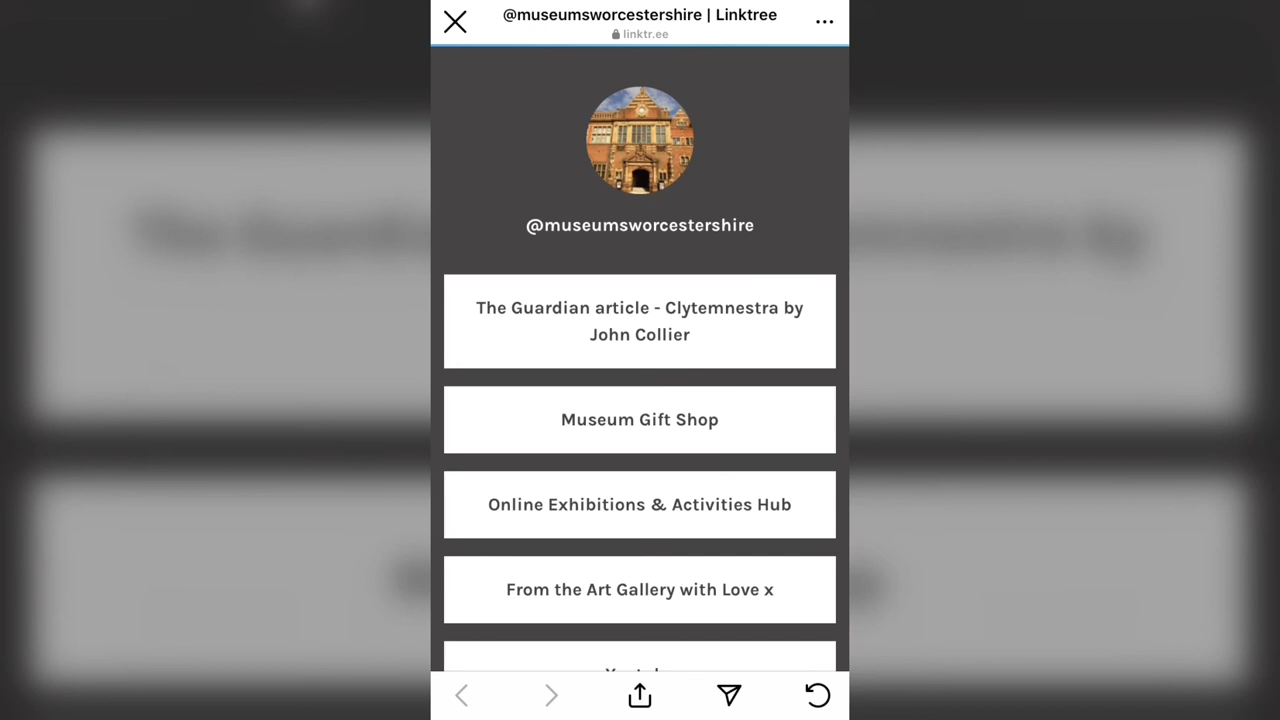 @museumsworcestershire | Linktree
linktr.ee
@museumsworcestershire
The Guardian article - Clytemnestra by
John Collier
Museum Gift Shop
Online Exhibitions & Activities Hub
From the Art Gallery with Love x